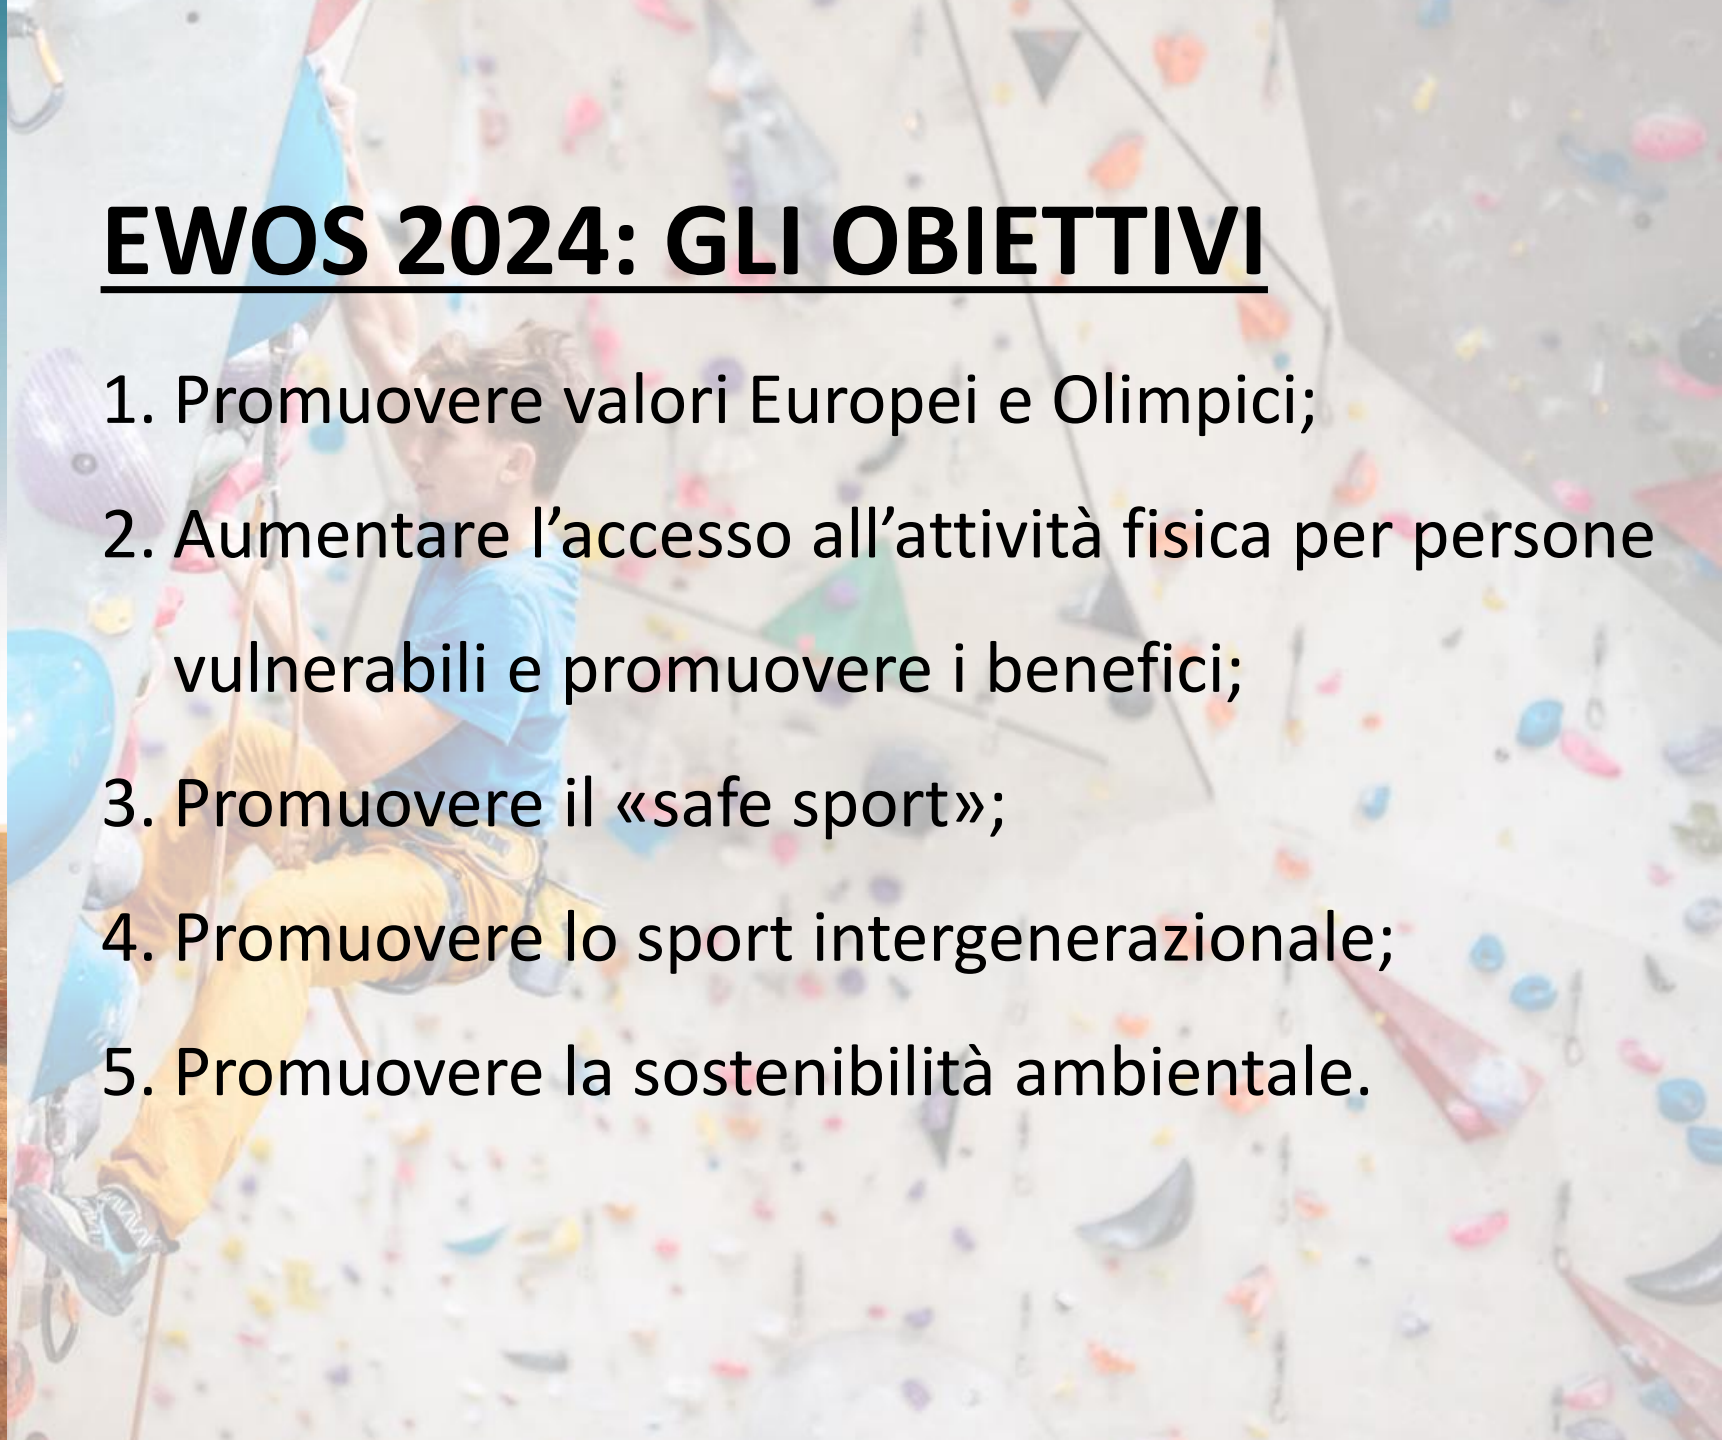 EWOS 2024: GLI OBIETTIVI
1. Promuovere valori Europei e Olimpici;
2. Aumentare l’accesso all’attività fisica per persone
vulnerabili e promuovere i benefici;
3. Promuovere il «safe sport»;
4. Promuovere lo sport intergenerazionale;
5. Promuovere la sostenibilità ambientale.